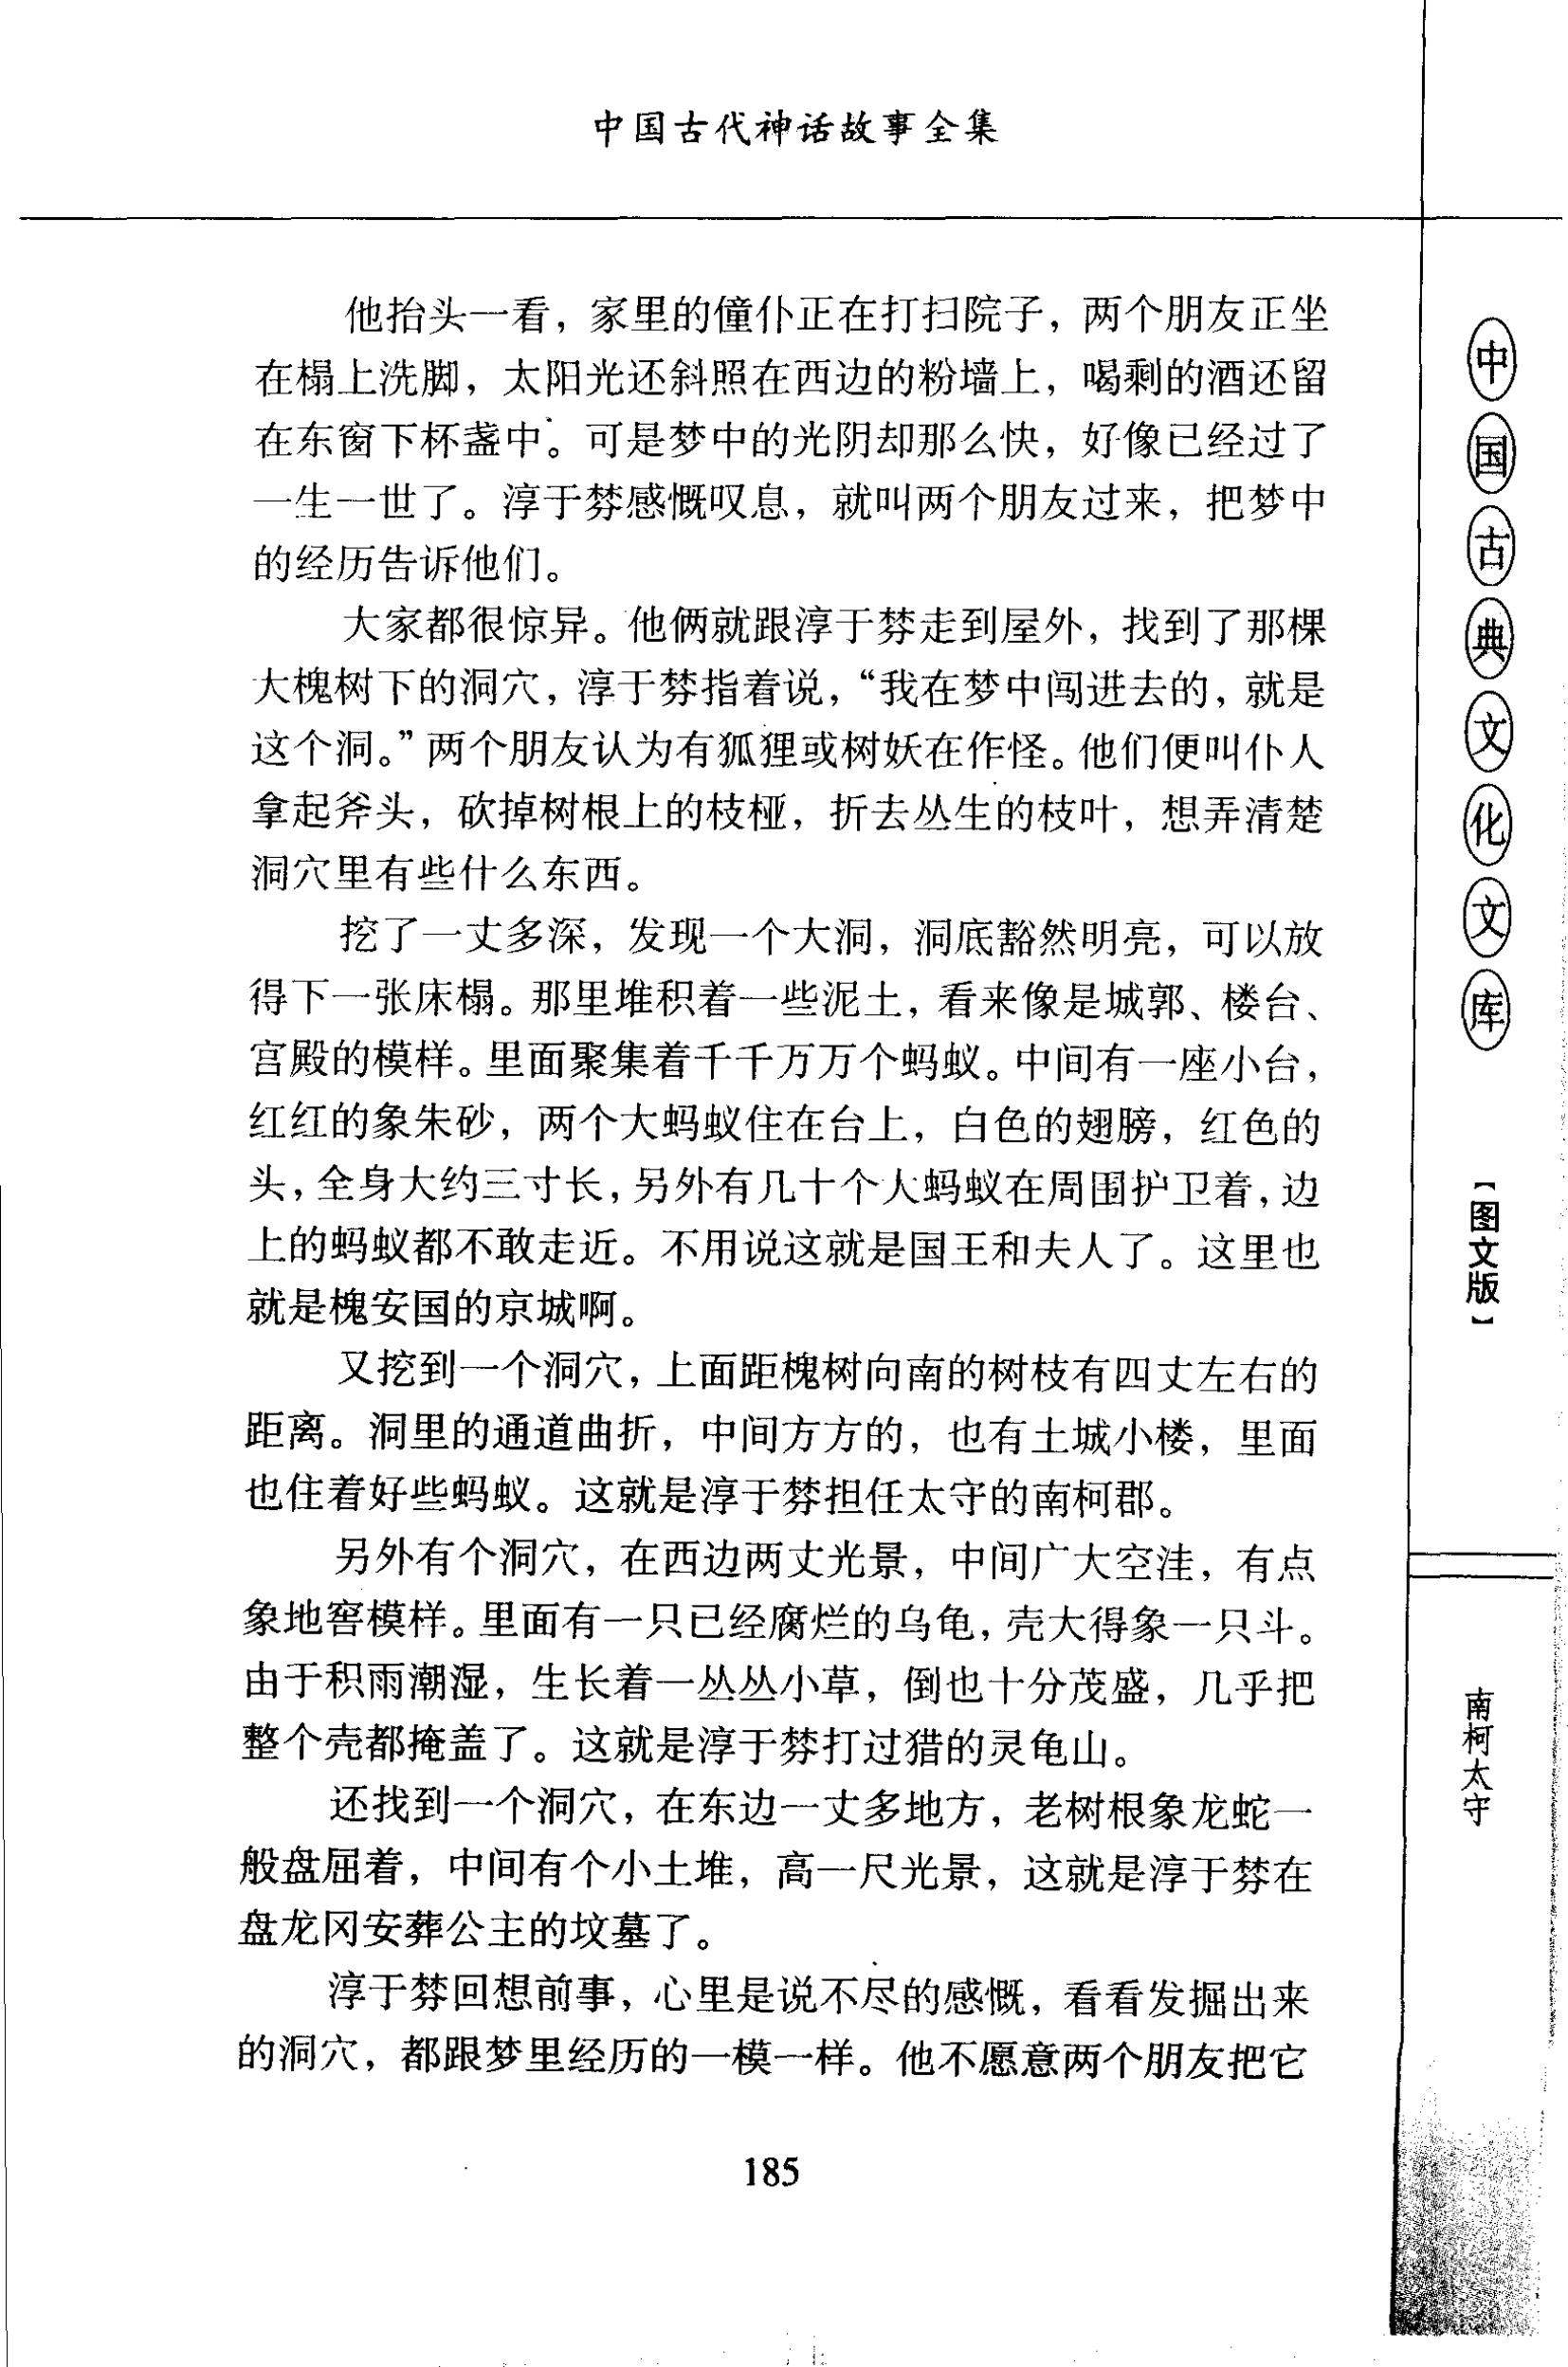 中国古代神话故事全集
他抬头一看，家里的僮仆正在打扫院子，两个朋友正坐
在榻上洗脚，太阳光还斜照在西边的粉墙上，喝剩的酒还留
在东窗下杯盏中。可是梦中的光阴却那么快，好像已经过了
一生一世了。淳于棼感慨叹息，就叫两个朋友过来，把梦中
的经历告诉他们。
大家都很惊异。他俩就跟淳于棼走到屋外，找到了那棵
大槐树下的洞穴，淳于棼指着说，“我在梦中闯进去的，就是
这个洞。”两个朋友认为有狐狸或树妖在作怪。他们便叫仆人
拿起斧头，砍掉树根上的枝桠，折去丛生的枝叶，想弄清楚
洞穴里有些什么东西。
挖了一丈多深，发现一个大洞，洞底豁然明亮，可以放
得下一张床榻。那里堆积着一些泥土，看来像是城郭、楼台、
宫殿的模样。里面聚集着千千万万个蚂蚁。中间有一座小台，
红红的象朱砂，两个大蚂蚁住在台上，白色的翅膀，红色的
头，全身大约三寸长，另外有几十个大蚂蚁在周围护卫着，边
上的蚂蚁都不敢走近。不用说这就是国王和夫人了。这里也
就是槐安国的京城啊。
又挖到一个洞穴，上面距槐树向南的树枝有四丈左右的
距离。洞里的通道曲折，中间方方的，也有土城小楼，里面
也住着好些蚂蚁。这就是淳于棼担任太守的南柯郡。
另外有个洞穴，在西边两丈光景，中间广大空洼，有点
象地窖模样。里面有一只已经腐烂的乌龟，壳大得象一只斗。
由于积雨潮湿，生长着一丛丛小草，倒也十分茂盛，几乎把
整个壳都掩盖了。这就是淳于棼打过猎的灵龟山。
还找到一个洞穴，在东边一丈多地方，老树根象龙蛇一
般盘屈着，中间有个小土堆，高一尺光景，这就是淳于棼在
盘龙冈安葬公主的坟墓了。
淳于棼回想前事，心里是说不尽的感慨，看看发掘出来
的洞穴，都跟梦里经历的一模一样。他不愿意两个朋友把它
185
中国古典文化文库
【图文版】
南柯太守